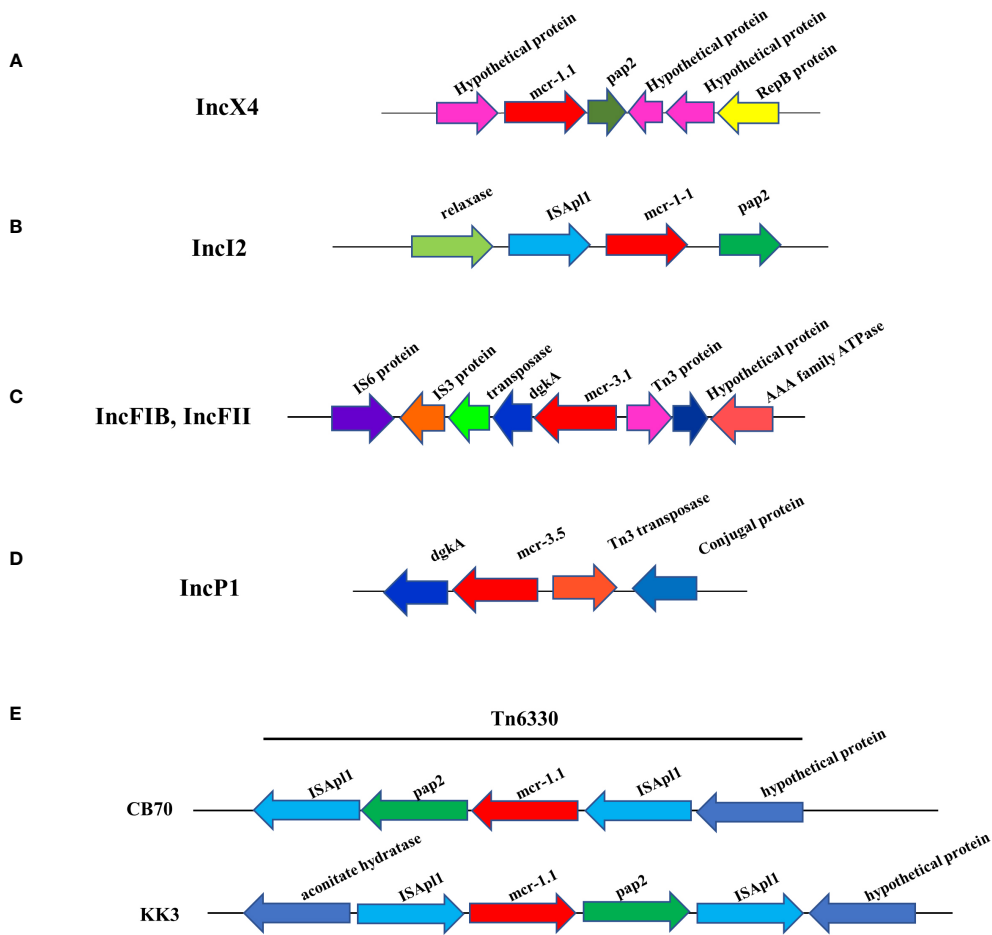 A
IncX4
Hypothetical protein
mcr-1.1
pap2
Hypothetical protein
Hypothetical protein
RepB protein
B
IncI2
relaxase
ISApl1
mcr-1-1
pap2
C
IncFIB, IncFII
IS6 protein
IS3 protein
transposase
dgkA
mcr-3.1
Tn3 protein
Hypothetical protein
AAA family ATPase
D
IncP1
dgkA
mcr-3.5
Tn3 transposase
Conjugal protein
E
Tn6330
CB70
ISApl1
pap2
mcr-1.1
ISApl1
hypothetical protein
KK3
aconitate hydratase
ISApl1
mcr-1.1
pap2
ISApl1
hypothetical protein